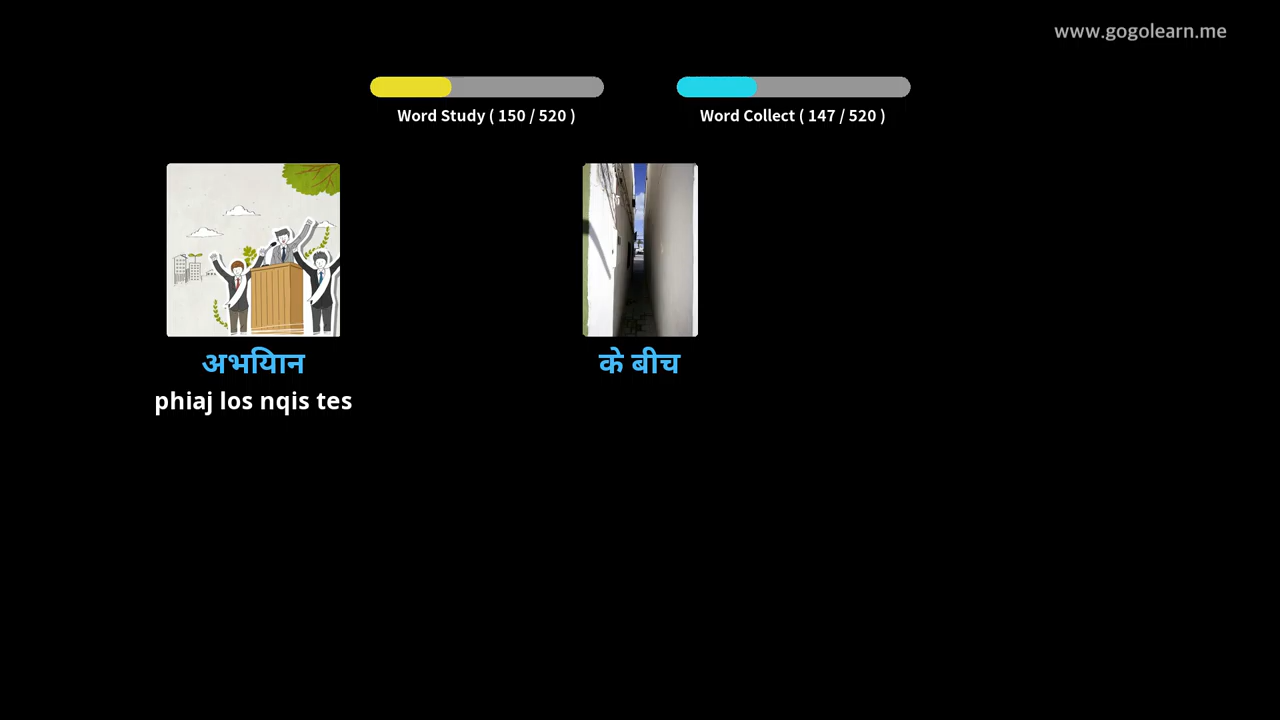 www.gogolearn.me
Word Study ( 150 / 520 )
Word Collect ( 147 / 520 )
अभियान
के बीच
phiaj los nqis tes